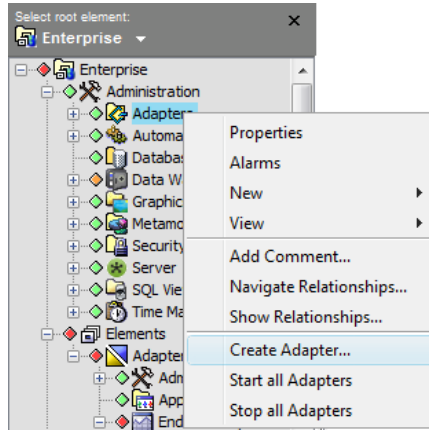 Select root element:
Enterprise
Enterprise
Administration
Adapters
Automa
Databas
Data W
Graphic
Metamo
Security
Server
SQL Vie
Time Ma
Elements
Adapter
Adm
App
End
Properties
Alarms
New
View
Add Comment...
Navigate Relationships...
Show Relationships...
Create Adapter...
Start all Adapters
Stop all Adapters